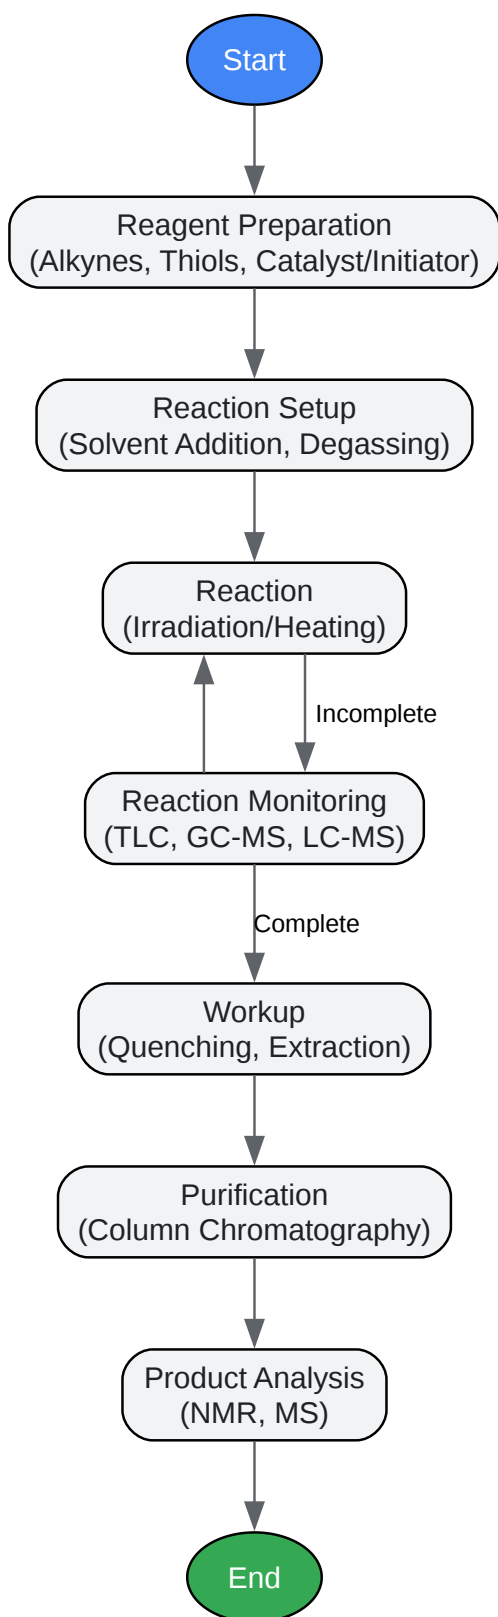 Start
Reagent Preparation
(Alkynes, Thiols, Catalyst/Initiator)
Reaction Setup
(Solvent Addition, Degassing)
Reaction
(Irradiation/Heating)
Incomplete
Reaction Monitoring
(TLC, GC-MS, LC-MS)
Complete
Workup
(Quenching, Extraction)
Purification
(Column Chromatography)
Product Analysis
(NMR, MS)
End